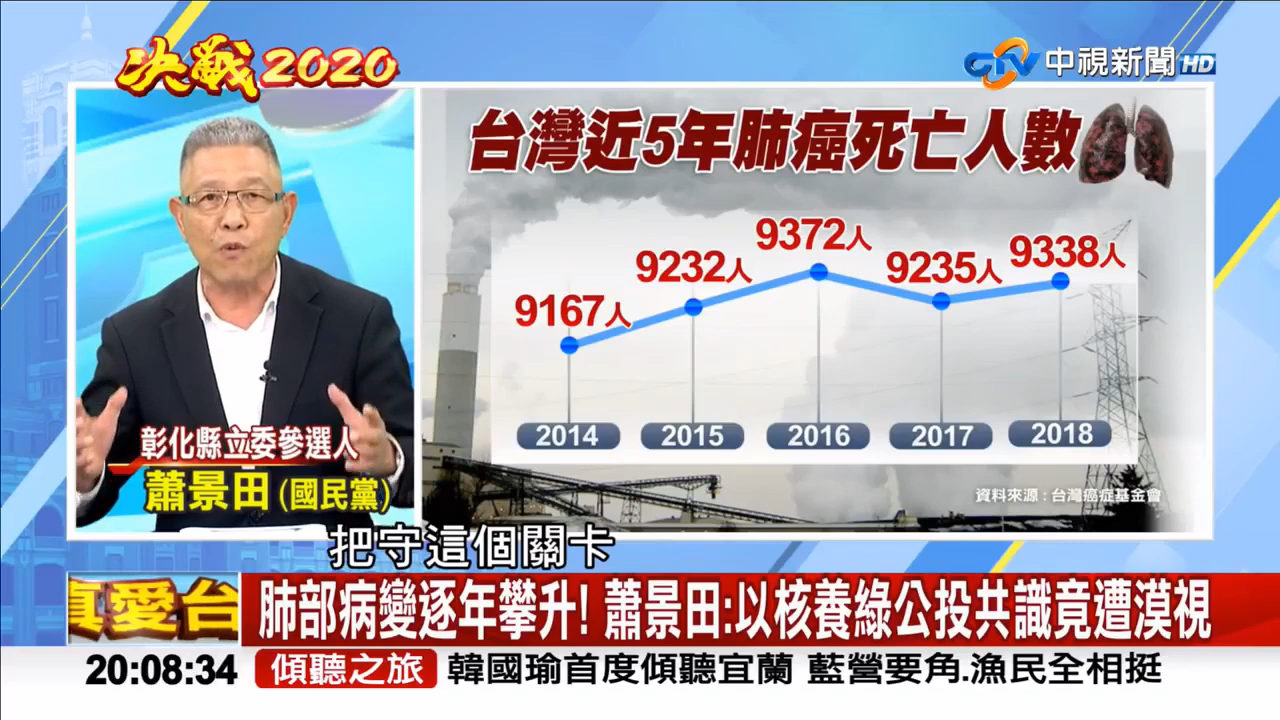 決戰2020
CTV 中視新聞HD
台灣近5年肺癌死亡人數
9167人
9232人
9372人
9235人
9338人
2014
2015
2016
2017
2018
資料來源：台灣癌症基金會
彰化縣立委參選人
蕭景田(國民黨)
把守這個關卡
真愛台
肺部病變逐年攀升! 蕭景田:以核養綠公投共識竟遭漠視
20:08:34
傾聽之旅
韓國瑜首度傾聽宜蘭 藍營要角.漁民全相挺